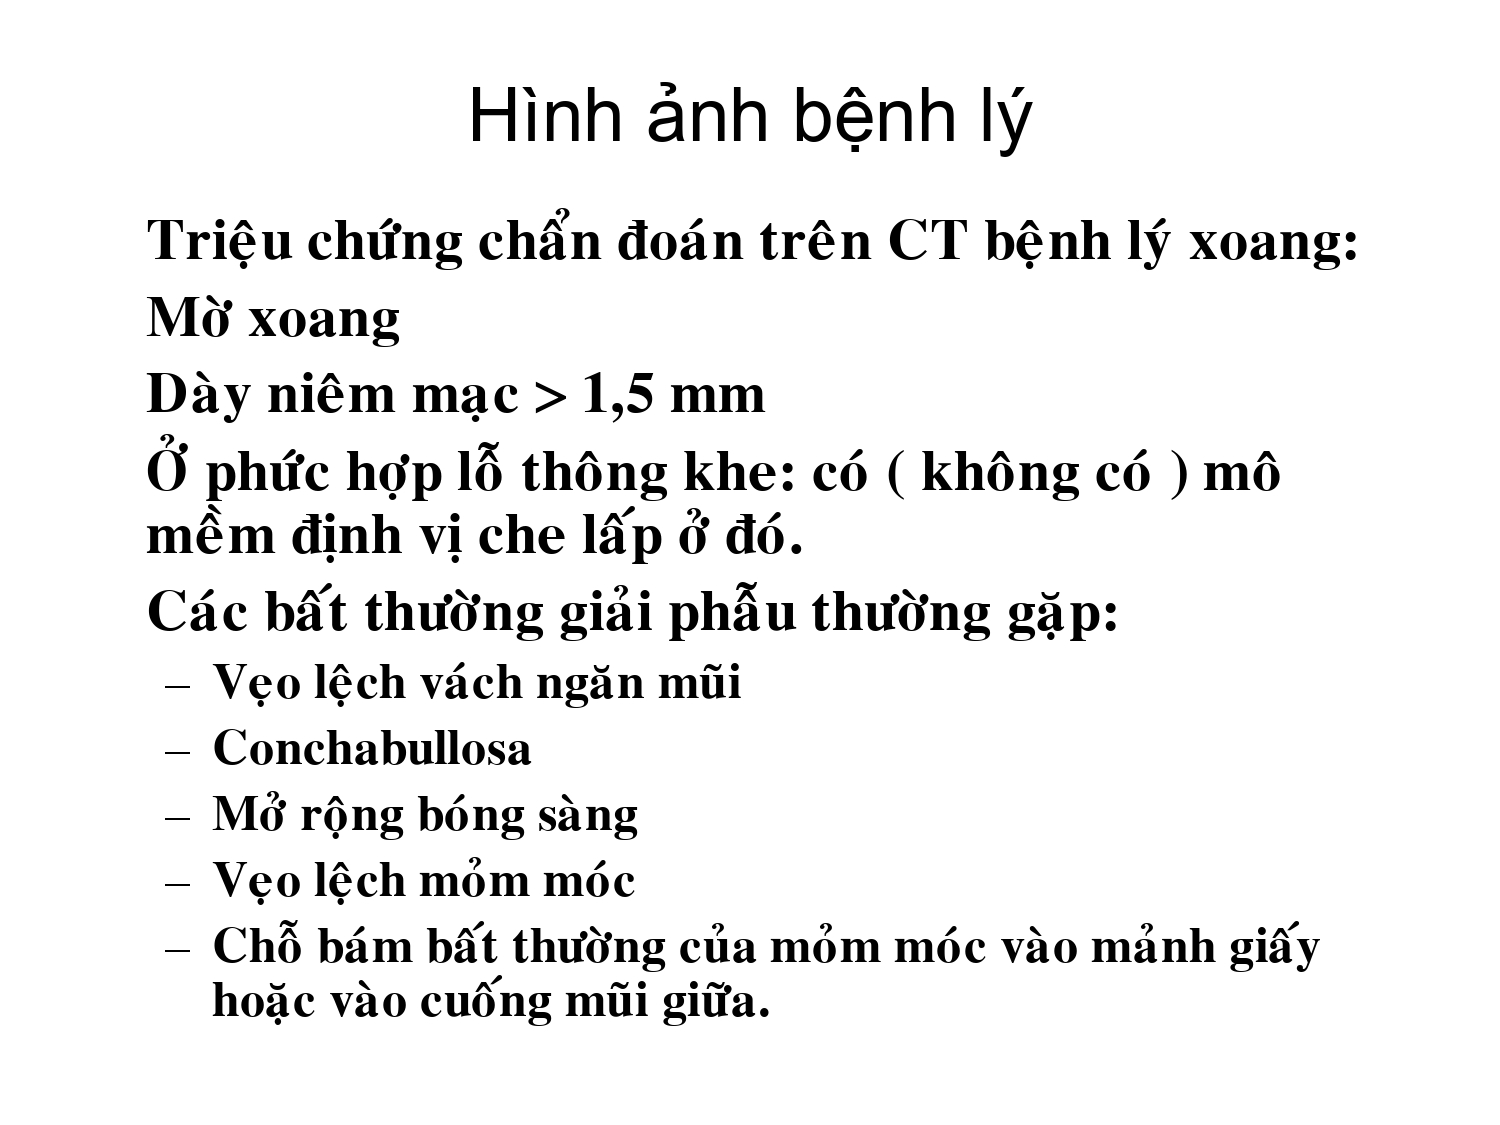 Hình ảnh bệnh lý
Triệu chứng chẩn đoán trên CT bệnh lý xoang:
Mờ xoang
Dày niêm mạc > 1,5 mm
Ở phức hợp lỗ thông khe: có ( không có ) mô
mềm định vị che lấp ở đó.
Các bất thường giải phẫu thường gặp:
– Vẹo lệch vách ngăn mũi
– Conchabullosa
– Mở rộng bóng sàng
– Vẹo lệch mỏm móc
– Chỗ bám bất thường của mỏm móc vào mảnh giấy
hoặc vào cuống mũi giữa.